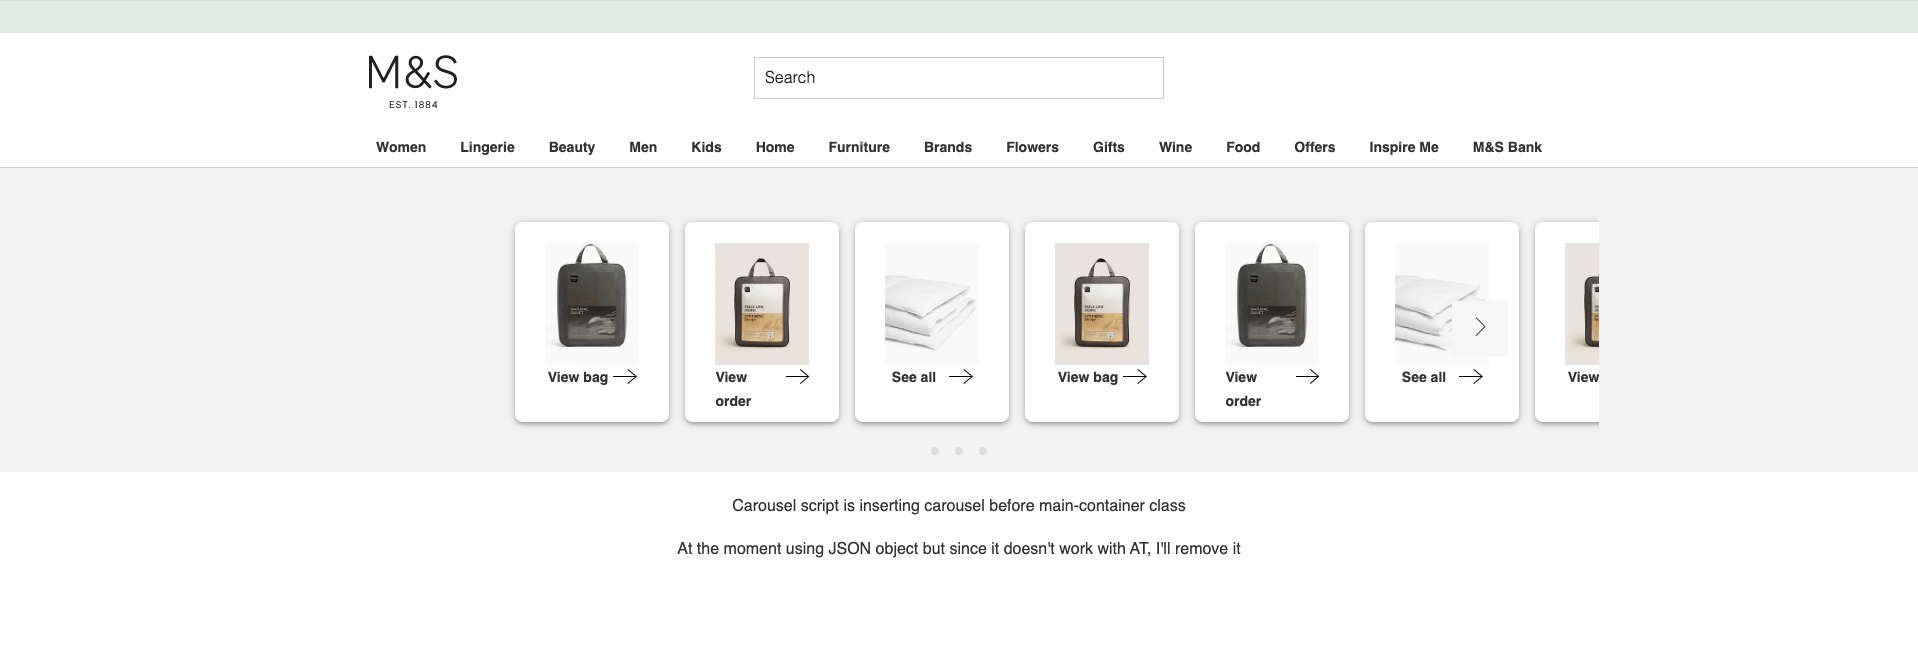 M&S
EST. 1884
Search
Women Lingerie Beauty Men Kids Home Furniture Brands Flowers Gifts Wine Food Offers Inspire Me M&S Bank
View bag
View
order
See all
View bag
View
order
See all
View
Carousel script is inserting carousel before main-container class
At the moment using JSON object but since it doesn't work with AT, I'll remove it